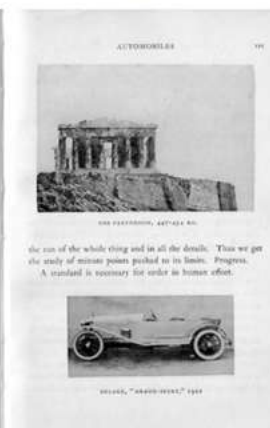 AUTOMOBILES
THE PARTHENON, 447-434 B.C.
the run of the whole thing and in all the details. Thus we get
the study of minute points pushed to its limits. Progress.
A standard is necessary for order in human effort.
DELAGE, "GRAND-SPORT," 1921